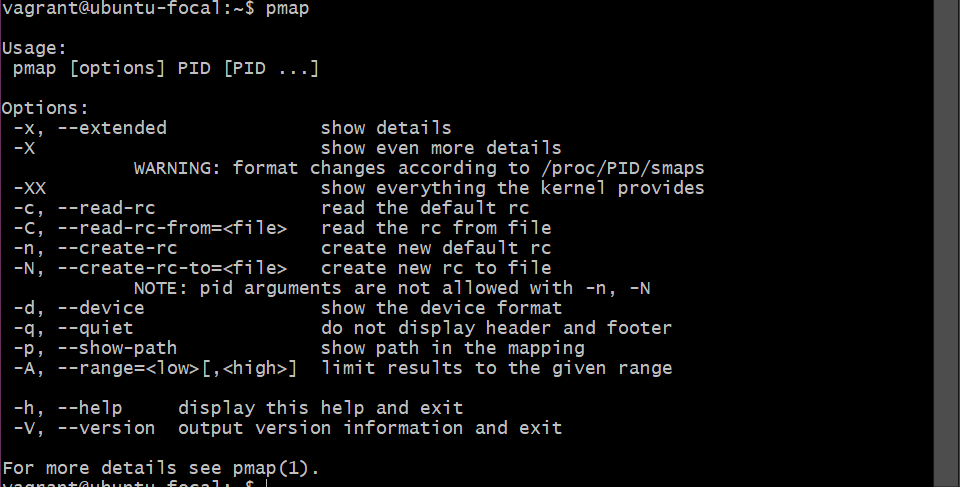 vagrant@ubuntu-focal:~$ pmap
Usage:
pmap [options] PID [PID ...]
Options:
-x, --extended show details
-X show even more details
WARNING: format changes according to /proc/PID/smaps
-XX show everything the kernel provides
-c, --read-rc read the default rc
-C, --read-rc-from=<file> read the rc from file
-n, --create-rc create new default rc
-N, --create-rc-to=<file> create new rc to file
NOTE: pid arguments are not allowed with -n, -N
-d, --device show the device format
-q, --quiet do not display header and footer
-p, --show-path show path in the mapping
-A, --range=<low>[,<high>] limit results to the given range
-h, --help display this help and exit
-V, --version output version information and exit
For more details see pmap(1).
vagrant@ubuntu-focal:~$